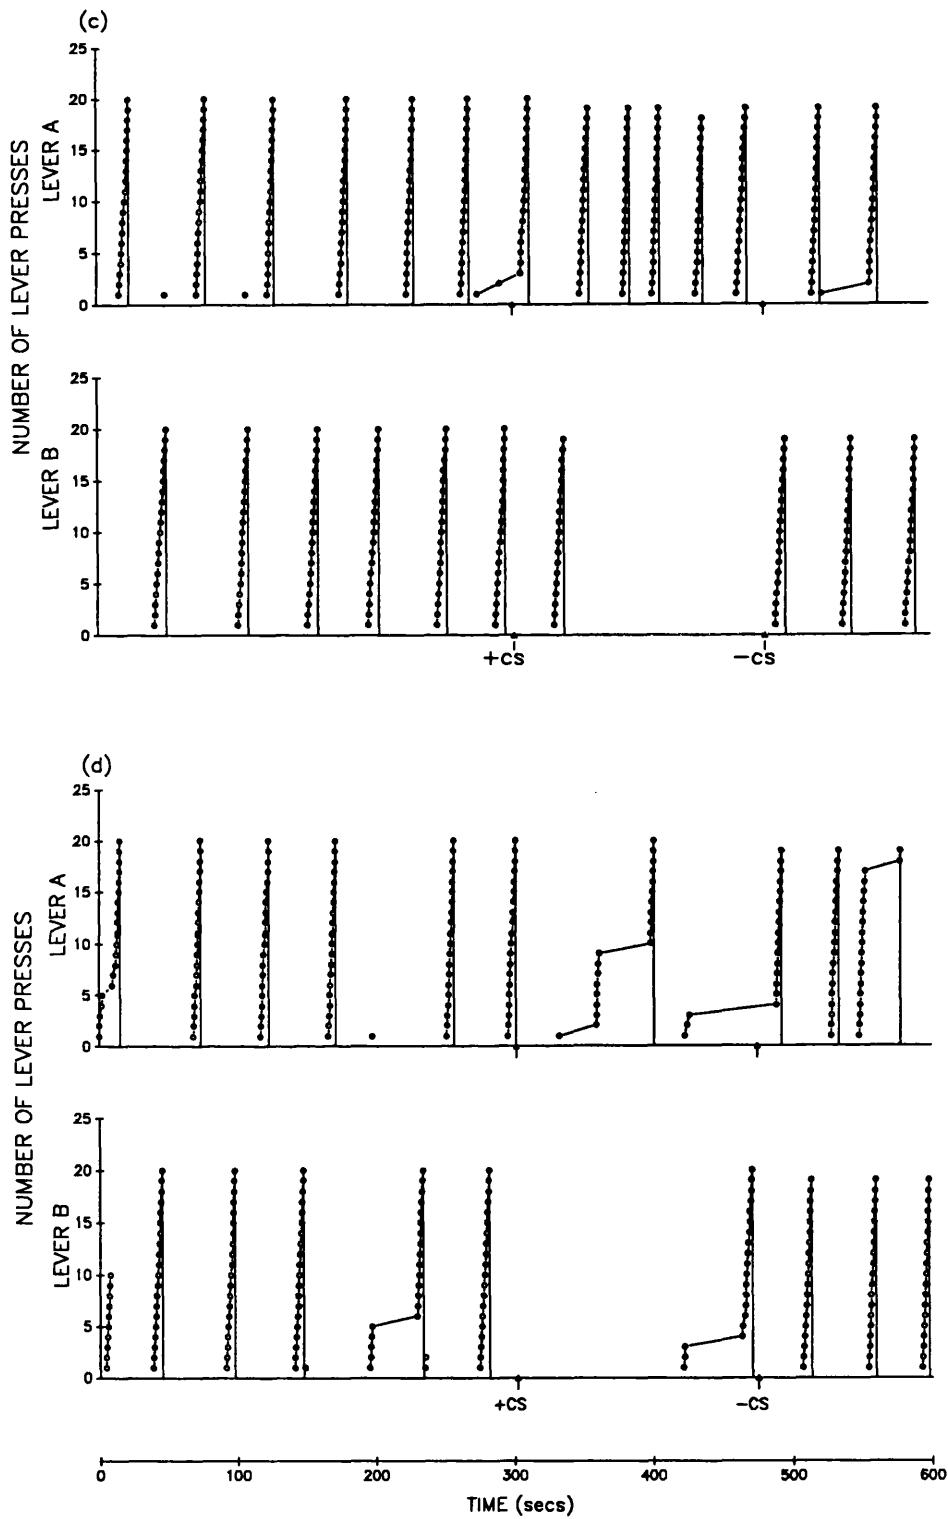 (c)
NUMBER OF LEVER PRESSES
LEVER A
25
20
15
10
5
0
LEVER B
25
20
15
10
5
0
+CS
−CS
(d)
NUMBER OF LEVER PRESSES
LEVER A
25
20
15
10
5
0
LEVER B
25
20
15
10
5
0
+CS
−CS
0 100 200 300 400 500 600
TIME (secs)